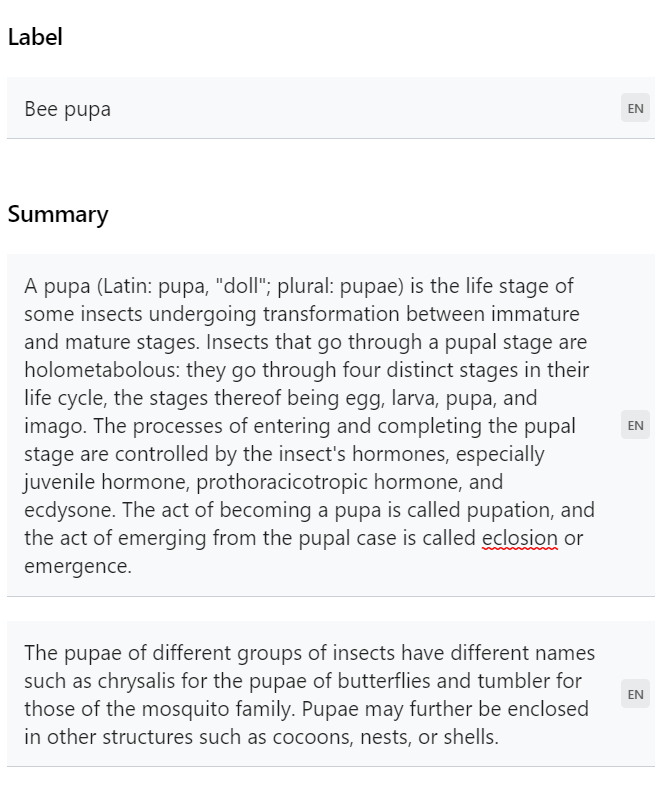 Label
Bee pupa
EN
Summary
A pupa (Latin: pupa, "doll"; plural: pupae) is the life stage of
some insects undergoing transformation between immature
and mature stages. Insects that go through a pupal stage are
holometabolous: they go through four distinct stages in their
life cycle, the stages thereof being egg, larva, pupa, and
imago. The processes of entering and completing the pupal
stage are controlled by the insect's hormones, especially
juvenile hormone, prothoracicotropic hormone, and
ecdysone. The act of becoming a pupa is called pupation, and
the act of emerging from the pupal case is called eclosion or
emergence.
EN
The pupae of different groups of insects have different names
such as chrysalis for the pupae of butterflies and tumbler for
those of the mosquito family. Pupae may further be enclosed
in other structures such as cocoons, nests, or shells.
EN